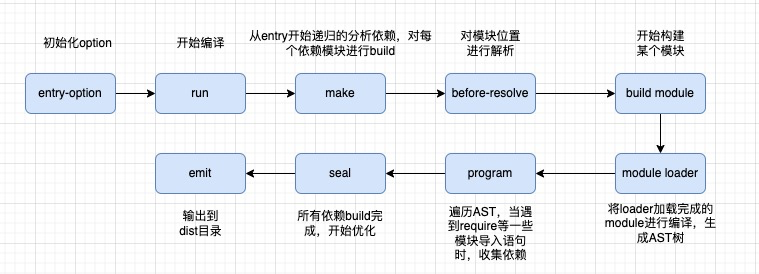 初始化option
开始编译
从entry开始递归的分析依赖，对每
个依赖模块进行build
对模块位置
进行解析
开始构建
某个模块
entry-option
run
make
before-resolve
build module
emit
seal
program
module loader
输出到
dist目录
所有依赖build完
成，开始优化
遍历AST，当遇
到require等一些
模块导入语句
时，收集依赖
将loader加载完成的
module进行编译，生
成AST树